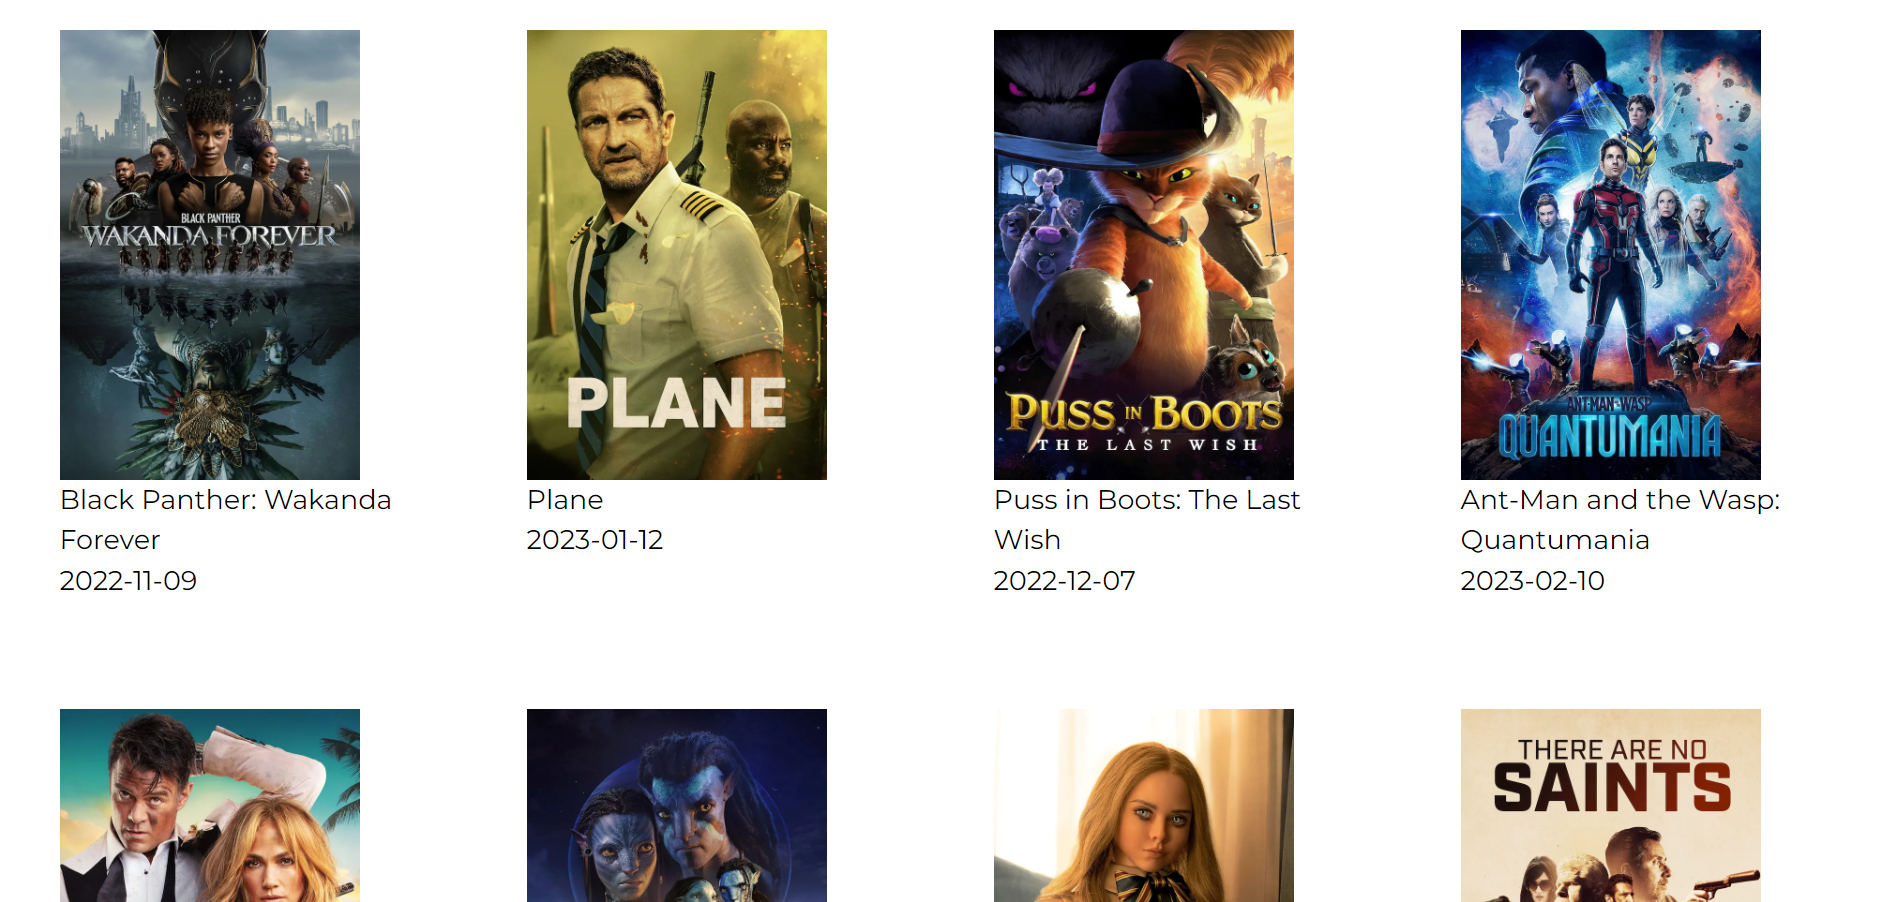 BLACK PANTHER
WAKANDA FOREVER
PLANE
PUSS IN BOOTS
THE LAST WISH
ANT-MAN AND THE WASP
QUANTUMANIA
Black Panther: Wakanda
Forever
2022-11-09
Plane
2023-01-12
Puss in Boots: The Last
Wish
2022-12-07
Ant-Man and the Wasp:
Quantumania
2023-02-10
THERE ARE NO
SAINTS